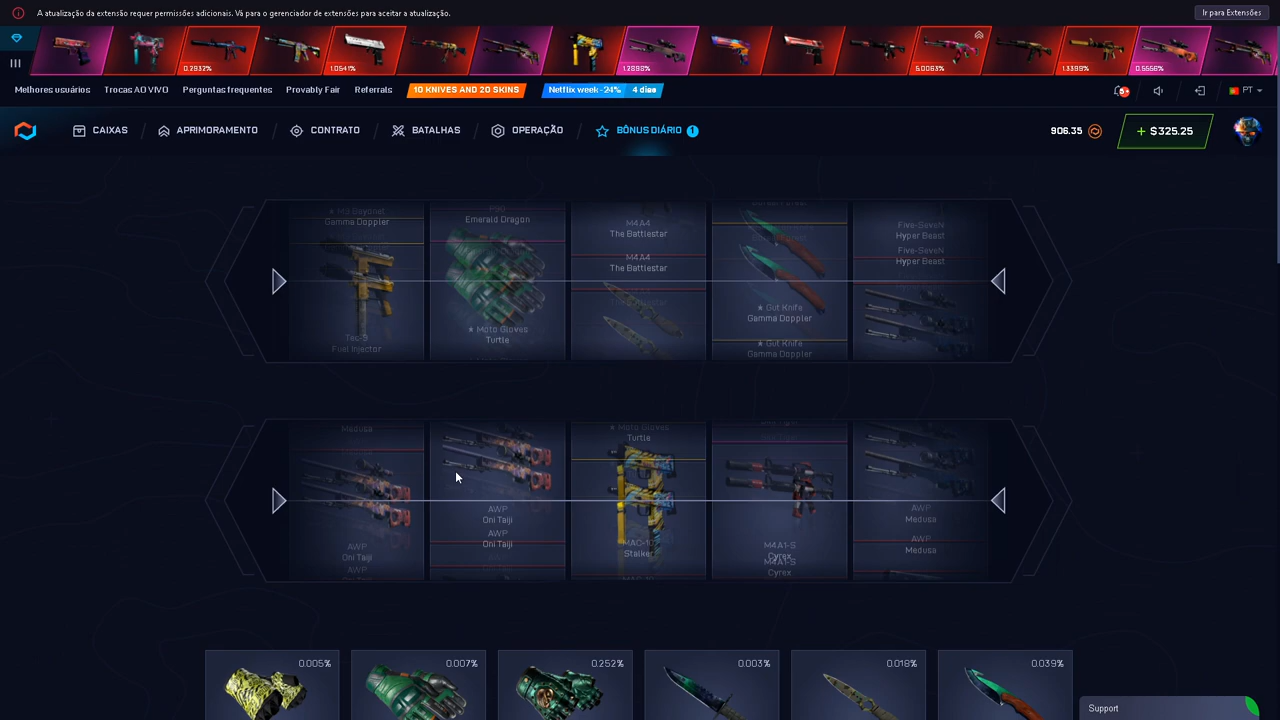 A atualização da extensão requer permissões adicionais. Vá para o gerenciador de extensões para aceitar a atualização.
Ir para Extensões
0.2932%
1.0541%
1.2898%
5.0063%
1.3399%
0.5556%
Melhores usuários
Trocas AO VIVO
Perguntas frequentes
Provably Fair
Referrals
10 KNIVES AND 20 SKINS
Netflix week -24%
4 dias
5+
PT
CAIXAS
APRIMORAMENTO
CONTRATO
BATALHAS
OPERAÇÃO
BÔNUS DIÁRIO 1
906.35
+ $325.25
Gamma Doppler
Tec-9
Fuel Injector
Emerald Dragon
★ Moto Gloves
Turtle
M4A4
The Battlestar
M4A4
The Battlestar
★ Gut Knife
Gamma Doppler
★ Gut Knife
Gamma Doppler
Five-SeveN
Hyper Beast
Five-SeveN
Hyper Beast
Medusa
AWP
Oni Taiji
AWP
AWP
Oni Taiji
AWP
Oni Taiji
★ Moto Gloves
Turtle
MAC-10
Stalker
M4A1-S
Cyrex
M4A1-S
Cyrex
AWP
Medusa
AWP
Medusa
0.005%
0.007%
0.252%
0.003%
0.018%
0.039%
Support